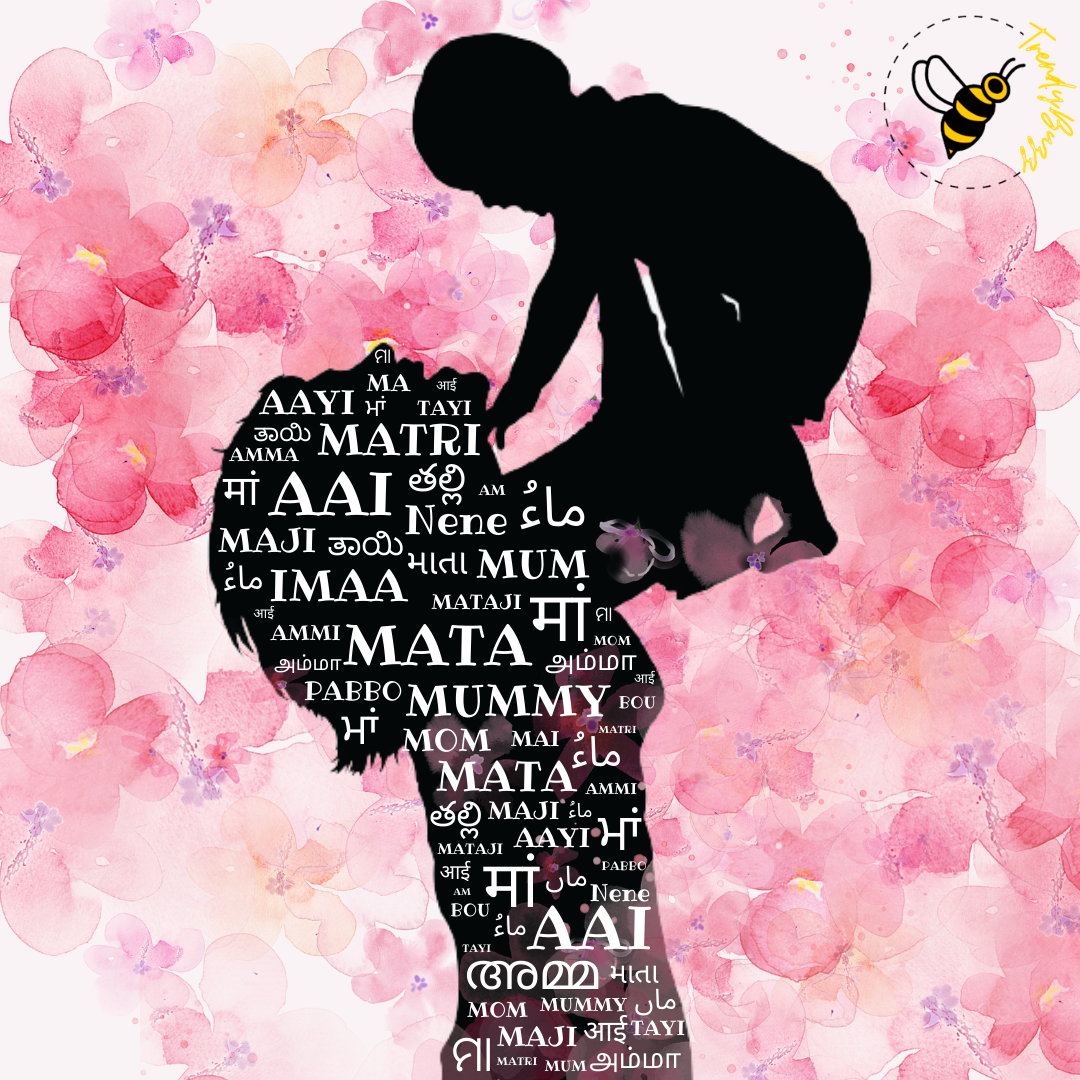 TrendyBuzz
ਮਾ
MA आई
AAYI ਮਾਂ TAYI
ತಾಯಿ MATRI
AMMA
मां AAI తల్లి AM
Nene ماءُ
MAJI ತಾಯಿ माता MUM
ماءُ IMAA MATAJI मां ਮਾ
आई AMMI MATA MOM
அம்மா அம்மா
PABBO MUMMY आई BOU
ਮਾਂ MATRI
MOM MAI ماءُ
MATA AMMI
తల్లి MAJI ماءُ ਮਾਂ
MATAJI AAYI
आई मां ماں PABBO
AM Nene
BOU ماءُ AAI
TAYI
അമ്മ माता
MOM MUMMY ماں
MAJI आई TAYI
ਮਾ MATRI MUM அம்மா